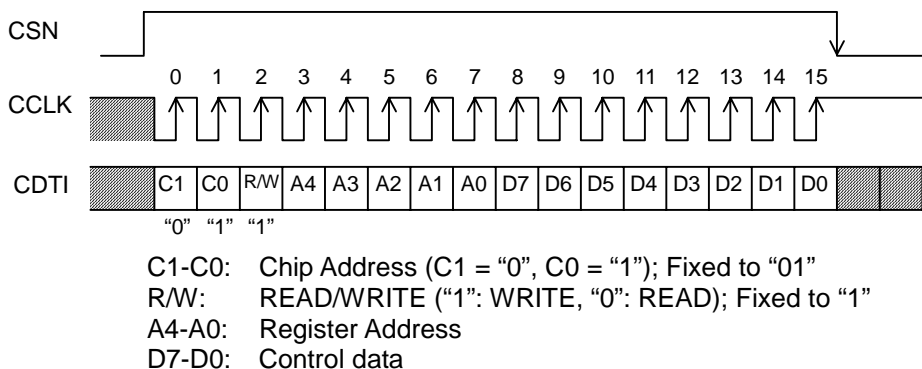 CSN
0 1 2 3 4 5 6 7 8 9 10 11 12 13 14 15
CCLK
CDTI C1 C0 R/W A4 A3 A2 A1 A0 D7 D6 D5 D4 D3 D2 D1 D0
“0” “1” “1”
C1-C0: Chip Address (C1 = “0”, C0 = “1”); Fixed to “01”
R/W: READ/WRITE (“1”: WRITE, “0”: READ); Fixed to “1”
A4-A0: Register Address
D7-D0: Control data